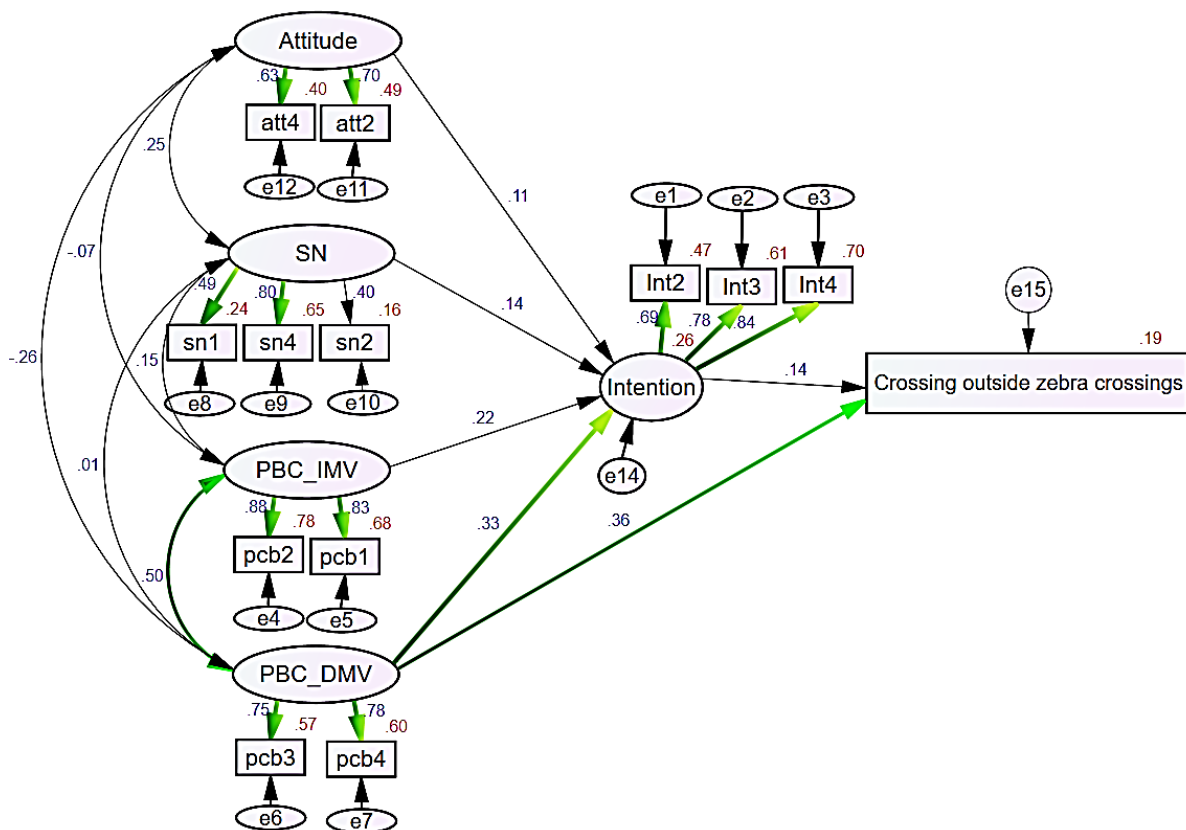 Attitude
.63
.40
.70
.49
att4
att2
e12
e11
.25
.11
-.07
SN
.49
.24
.80
.65
.40
.16
sn1
sn4
sn2
e8
e9
e10
.14
-.26
.15
.01
e1
e2
e3
.47
.61
.70
Int2
Int3
Int4
.69
.78
.84
.26
Intention
e14
.14
e15
.19
Crossing outside zebra crossings
.22
PBC_IMV
.88
.78
.83
.68
pcb2
pcb1
e4
e5
.50
.33
.36
PBC_DMV
.75
.57
.78
.60
pcb3
pcb4
e6
e7